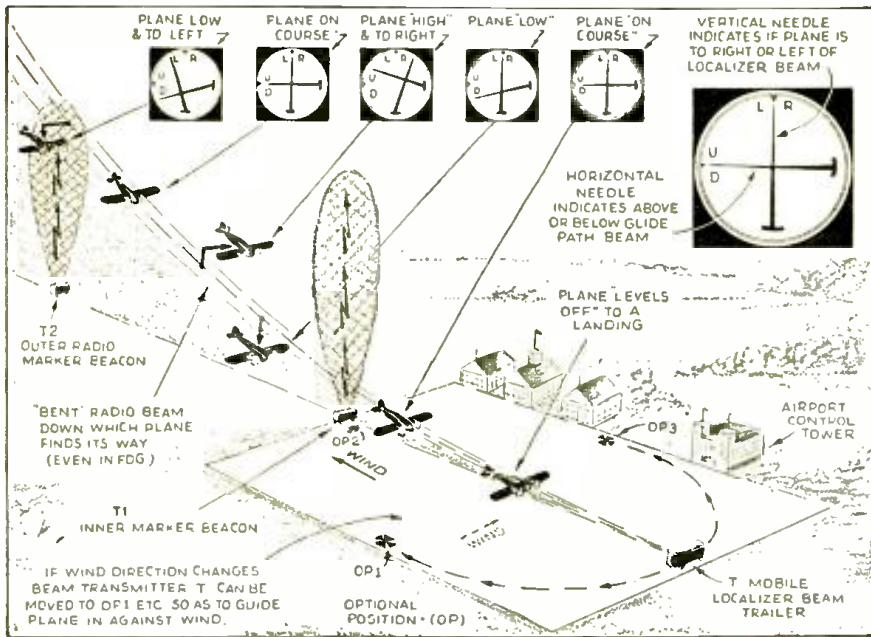 PLANE LOW
& TO LEFT
PLANE ON
COURSE"
PLANE "HIGH"
& TO RIGHT
PLANE "LOW"
PLANE "ON
COURSE"
VERTICAL NEEDLE
INDICATES IF PLANE IS
TO RIGHT OR LEFT OF
LOCALIZER BEAM
L R
U
D
L R
U
D
L R
U
D
L R
U
D
L R
U
D
L R
U
D
HORIZONTAL
NEEDLE
INDICATES ABOVE
OR BELOW GLIDE
PATH BEAM
PLANE "LEVELS
OFF" TO A
LANDING
T2
OUTER RADIO
MARKER BEACON
"BENT" RADIO BEAM
DOWN WHICH PLANE
FINDS ITS WAY
(EVEN IN FOG)
OP2
OP3
AIRPORT
CONTROL
TOWER
WIND
T1
INNER MARKER BEACON
WIND
OP1
IF WIND DIRECTION CHANGES
BEAM TRANSMITTER T CAN BE
MOVED TO OP1 ETC SO AS TO GUIDE
PLANE IN AGAINST WIND.
OPTIONAL
POSITION = (OP)
T MOBILE
LOCALIZER BEAM
TRAILER